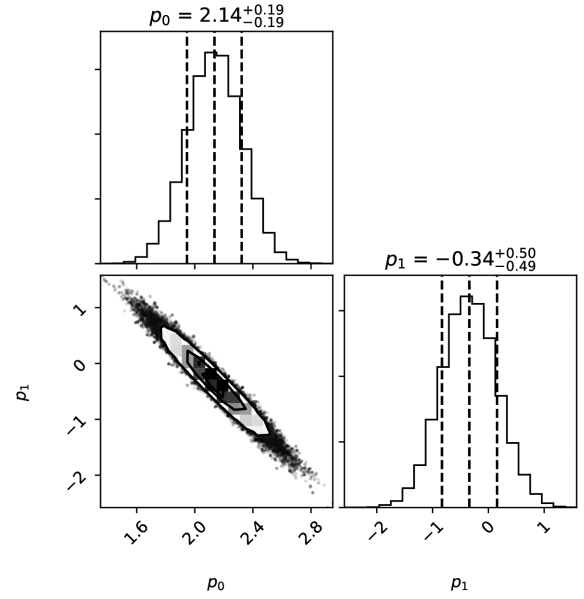 p₀ = 2.14⁺⁰·¹⁹₋₀.₁₉
p₁ = −0.34⁺⁰·⁵⁰₋₀.₄₉
1
0
−1
−2
p₁
1.6 2.0 2.4 2.8
−2 −1 0 1
p₀ p₁